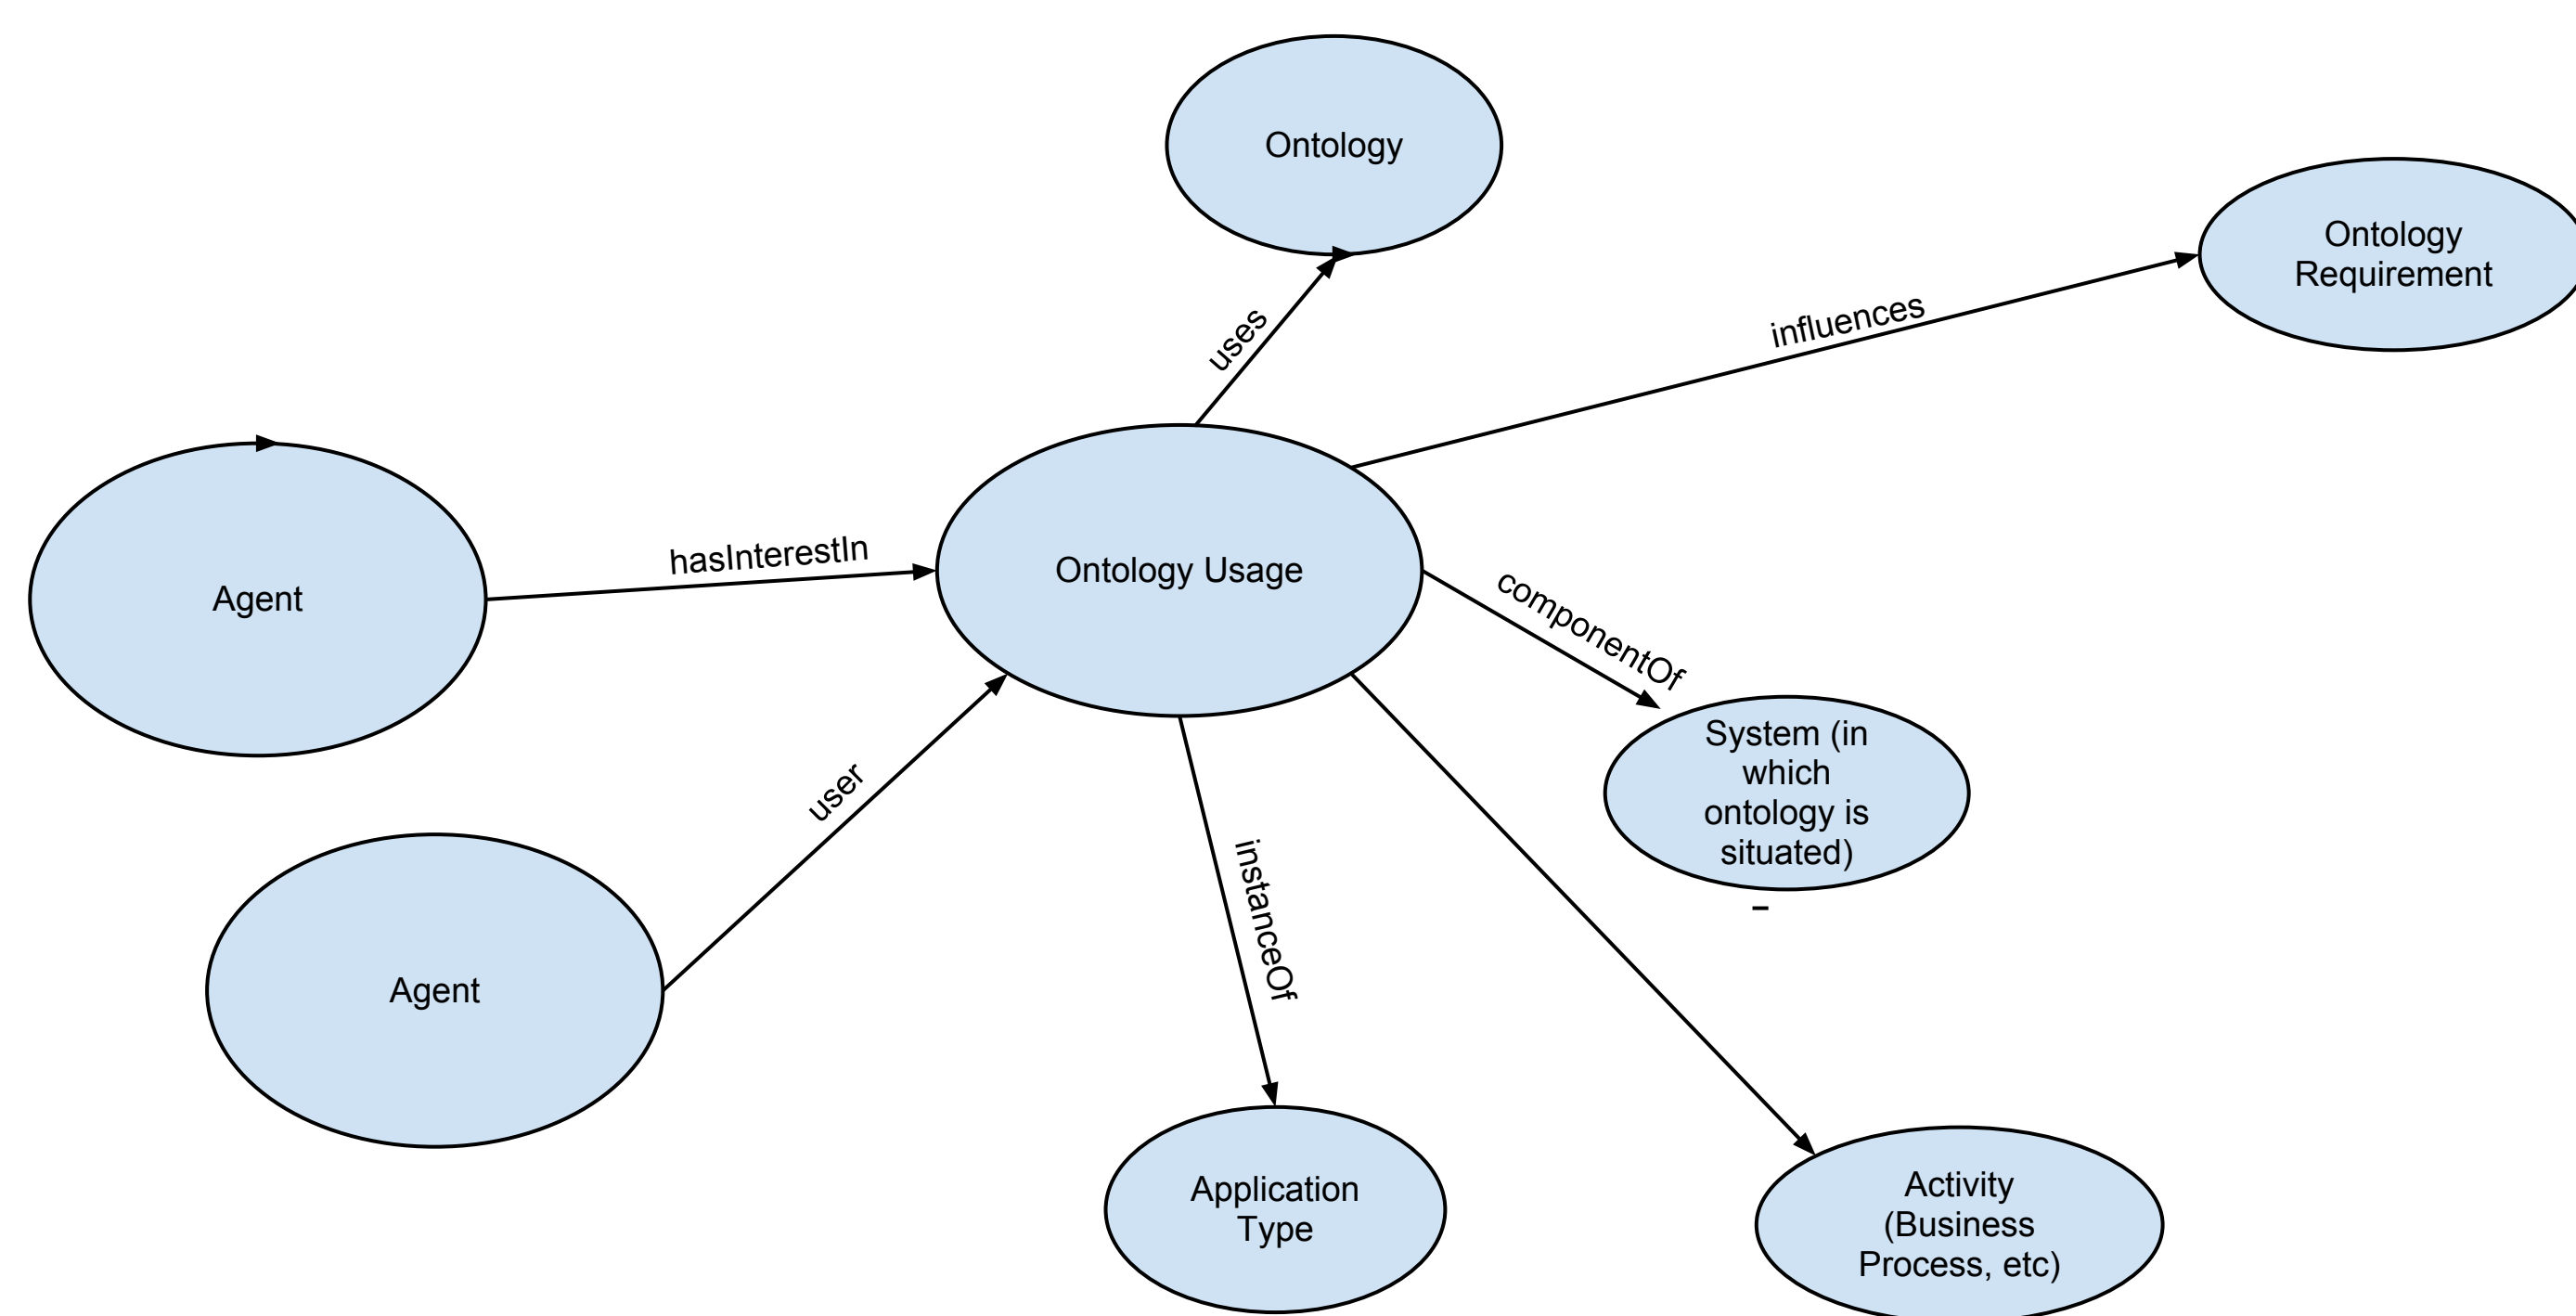 Ontology
Ontology
Requirement
uses
influences
hasInterestIn
Agent
Ontology Usage
componentOf
System (in
which
ontology is
situated)
user
instanceOf
Agent
Application
Type
Activity
(Business
Process, etc)